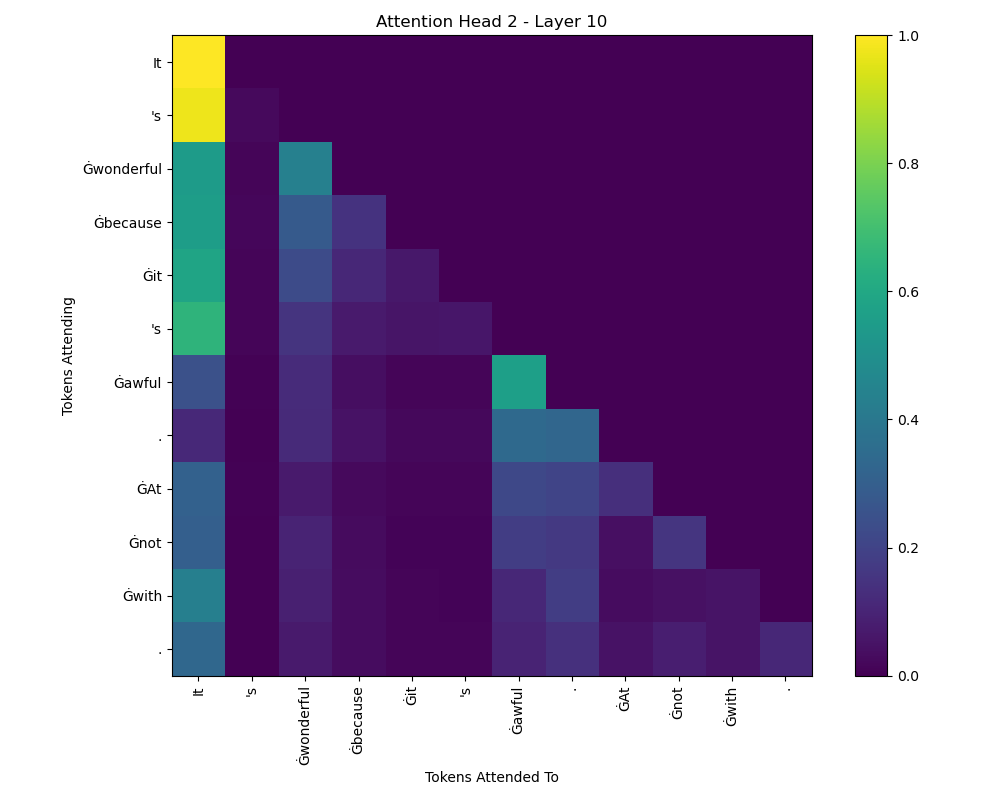 Attention Head 2 - Layer 10
Tokens Attending
It
's
Ġwonderful
Ġbecause
Ġit
's
Ġawful
.
ĠAt
Ġnot
Ġwith
.
It
's
Ġwonderful
Ġbecause
Ġit
's
Ġawful
.
ĠAt
Ġnot
Ġwith
.
Tokens Attended To
1.0
0.8
0.6
0.4
0.2
0.0